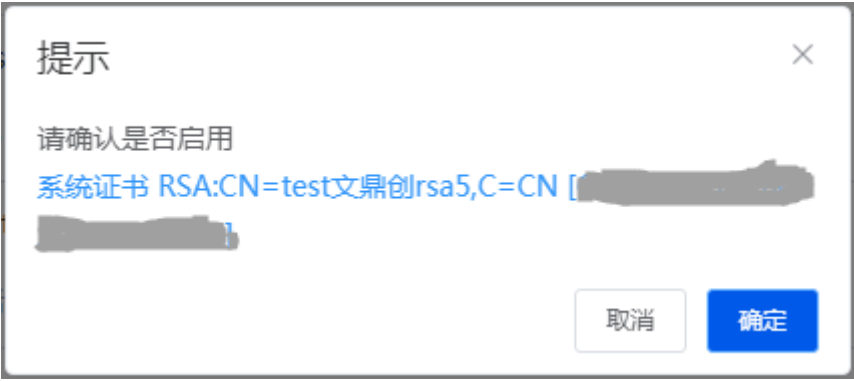 提示
请确认是否启用
系统证书 RSA:CN=test文鼎创rsa5,C=CN [
]
取消
确定